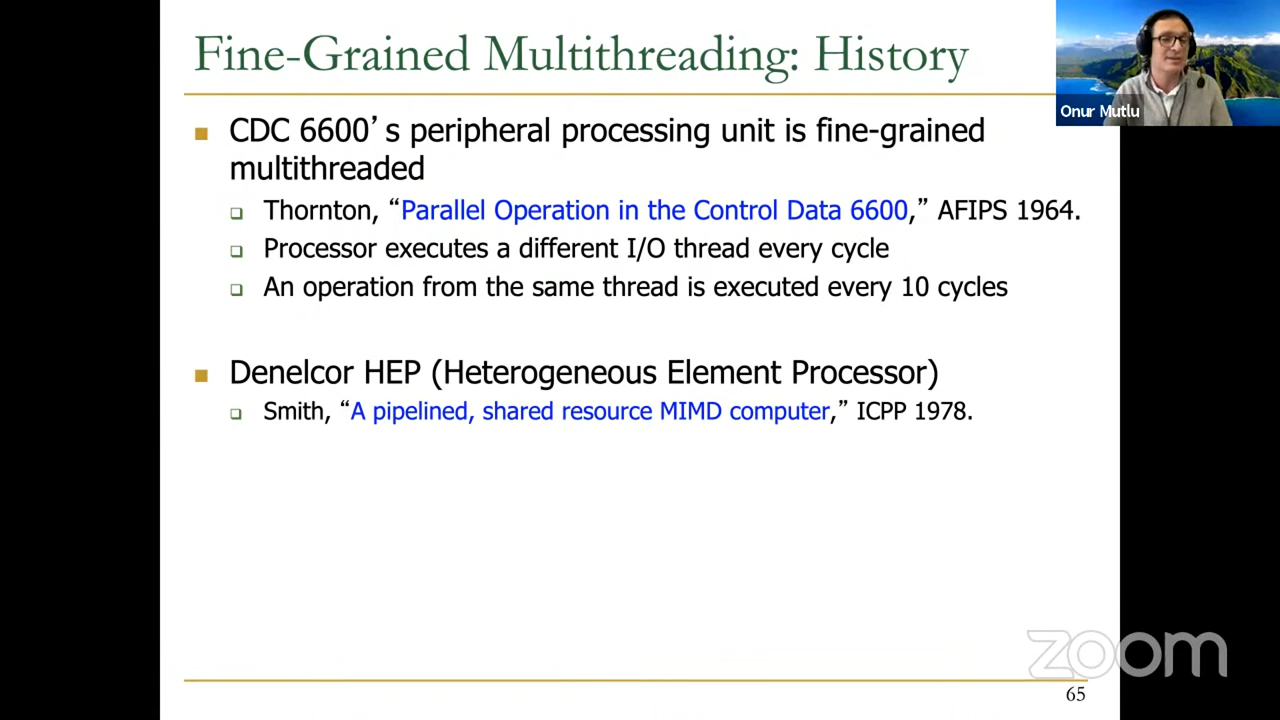 Fine-Grained Multithreading: History
Onur Mutlu
■ CDC 6600’s peripheral processing unit is fine-grained
multithreaded
❑ Thornton, “Parallel Operation in the Control Data 6600,” AFIPS 1964.
❑ Processor executes a different I/O thread every cycle
❑ An operation from the same thread is executed every 10 cycles
■ Denelcor HEP (Heterogeneous Element Processor)
❑ Smith, “A pipelined, shared resource MIMD computer,” ICPP 1978.
zoom
65